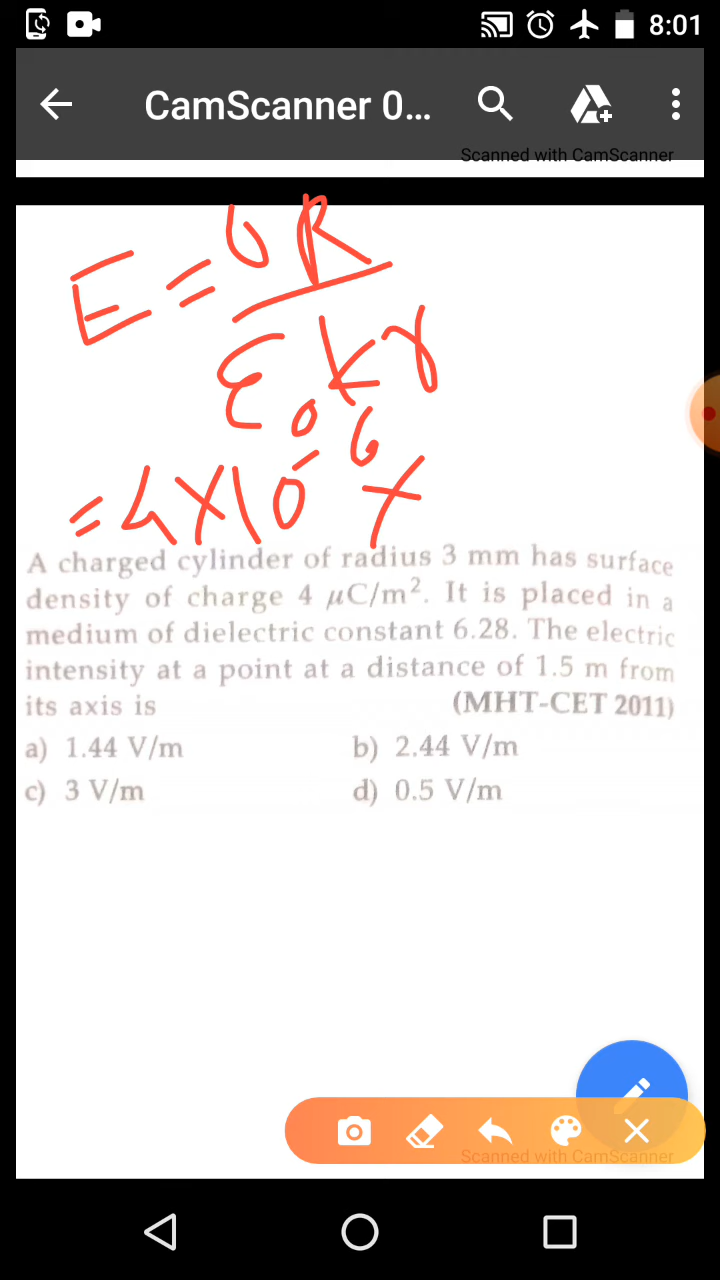 8:01
CamScanner 0...
Scanned with CamScanner
E = σR
ε₀kr
= 4×10⁻⁶ ×
A charged cylinder of radius 3 mm has surface
density of charge 4 μC/m². It is placed in a
medium of dielectric constant 6.28. The electric
intensity at a point at a distance of 1.5 m from
its axis is (MHT-CET 2011)
a) 1.44 V/m b) 2.44 V/m
c) 3 V/m d) 0.5 V/m
Scanned with CamScanner